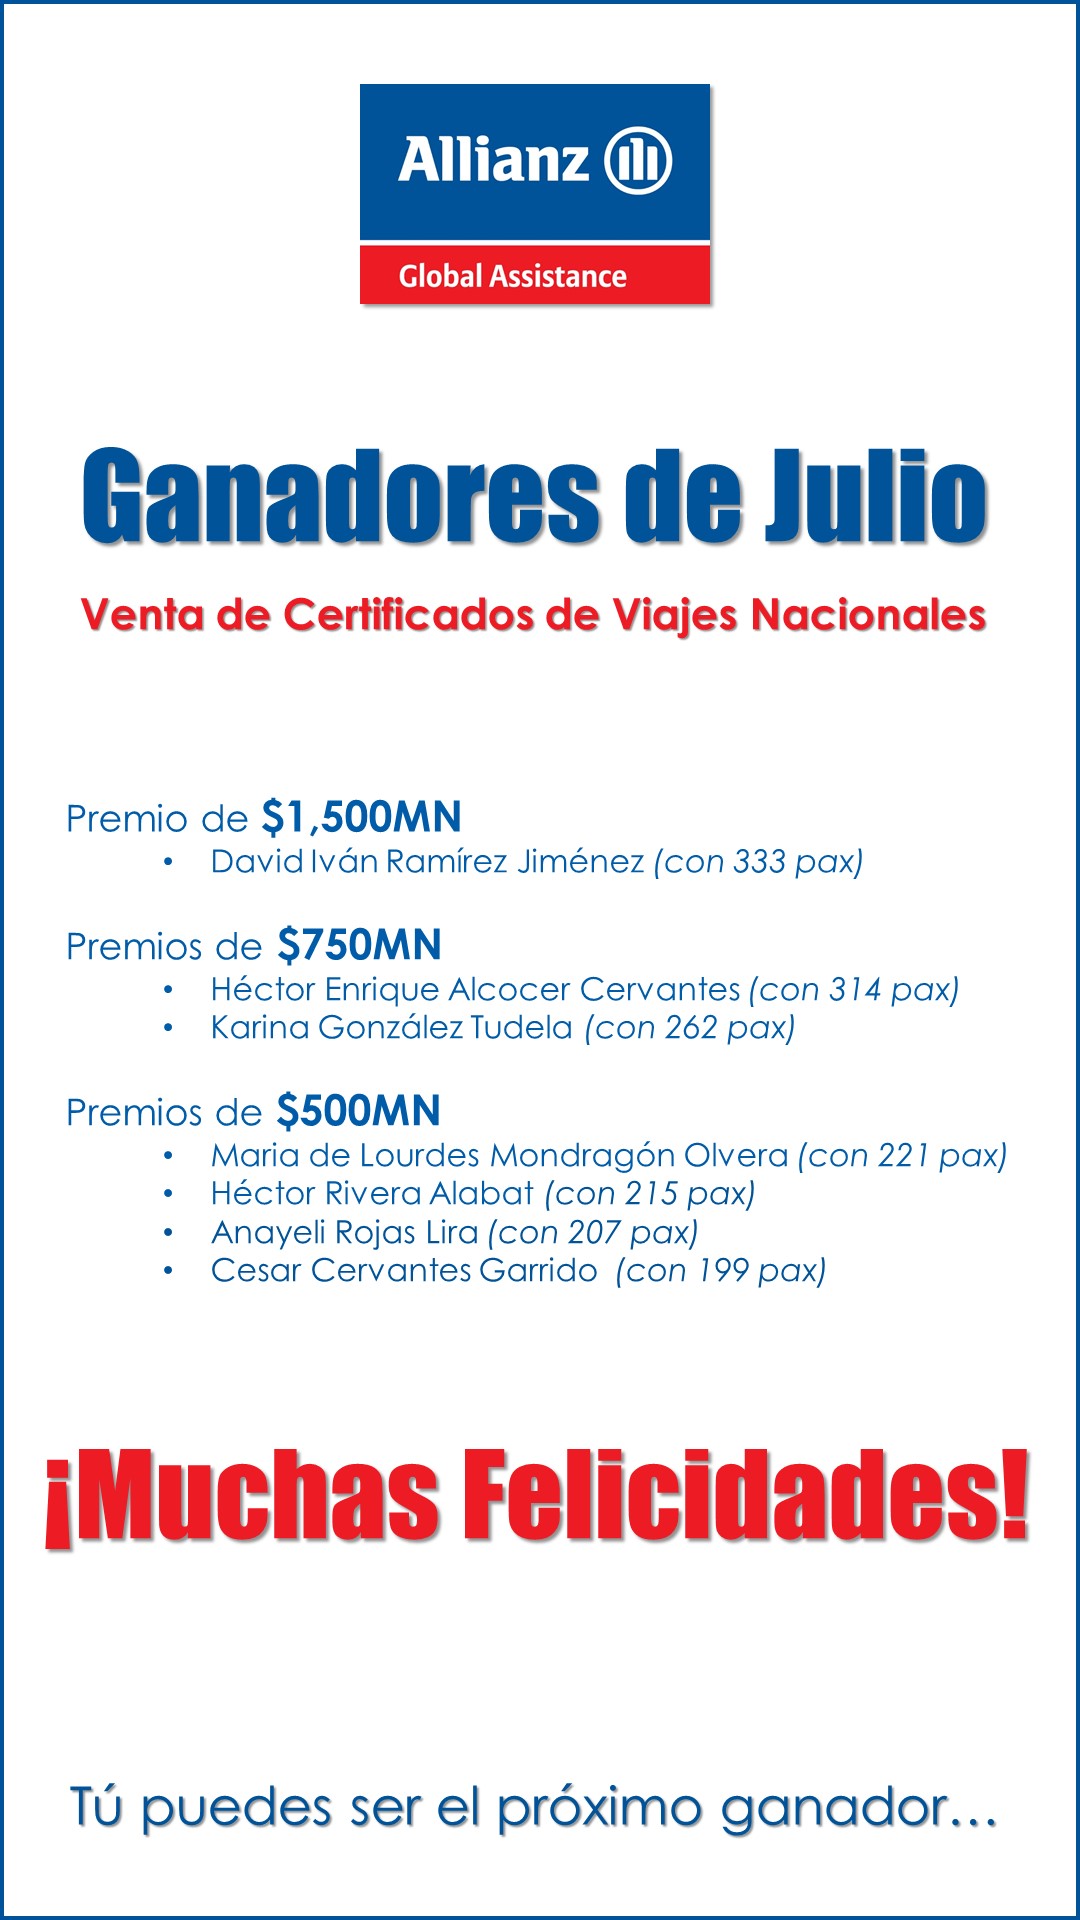 Allianz
Global Assistance
Ganadores de Julio
Venta de Certificados de Viajes Nacionales
Premio de $1,500MN
• David Iván Ramírez Jiménez (con 333 pax)
Premios de $750MN
• Héctor Enrique Alcocer Cervantes (con 314 pax)
• Karina González Tudela (con 262 pax)
Premios de $500MN
• Maria de Lourdes Mondragón Olvera (con 221 pax)
• Héctor Rivera Alabat (con 215 pax)
• Anayeli Rojas Lira (con 207 pax)
• Cesar Cervantes Garrido (con 199 pax)
¡Muchas Felicidades!
Tú puedes ser el próximo ganador...